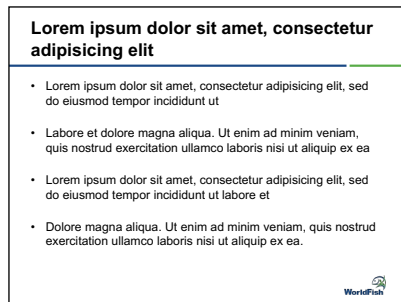 Lorem ipsum dolor sit amet, consectetur
adipisicing elit
• Lorem ipsum dolor sit amet, consectetur adipisicing elit, sed
do eiusmod tempor incididunt ut
• Labore et dolore magna aliqua. Ut enim ad minim veniam,
quis nostrud exercitation ullamco laboris nisi ut aliquip ex ea
• Lorem ipsum dolor sit amet, consectetur adipisicing elit, sed
do eiusmod tempor incididunt ut labore et
• Dolore magna aliqua. Ut enim ad minim veniam, quis nostrud
exercitation ullamco laboris nisi ut aliquip ex ea.
WorldFish